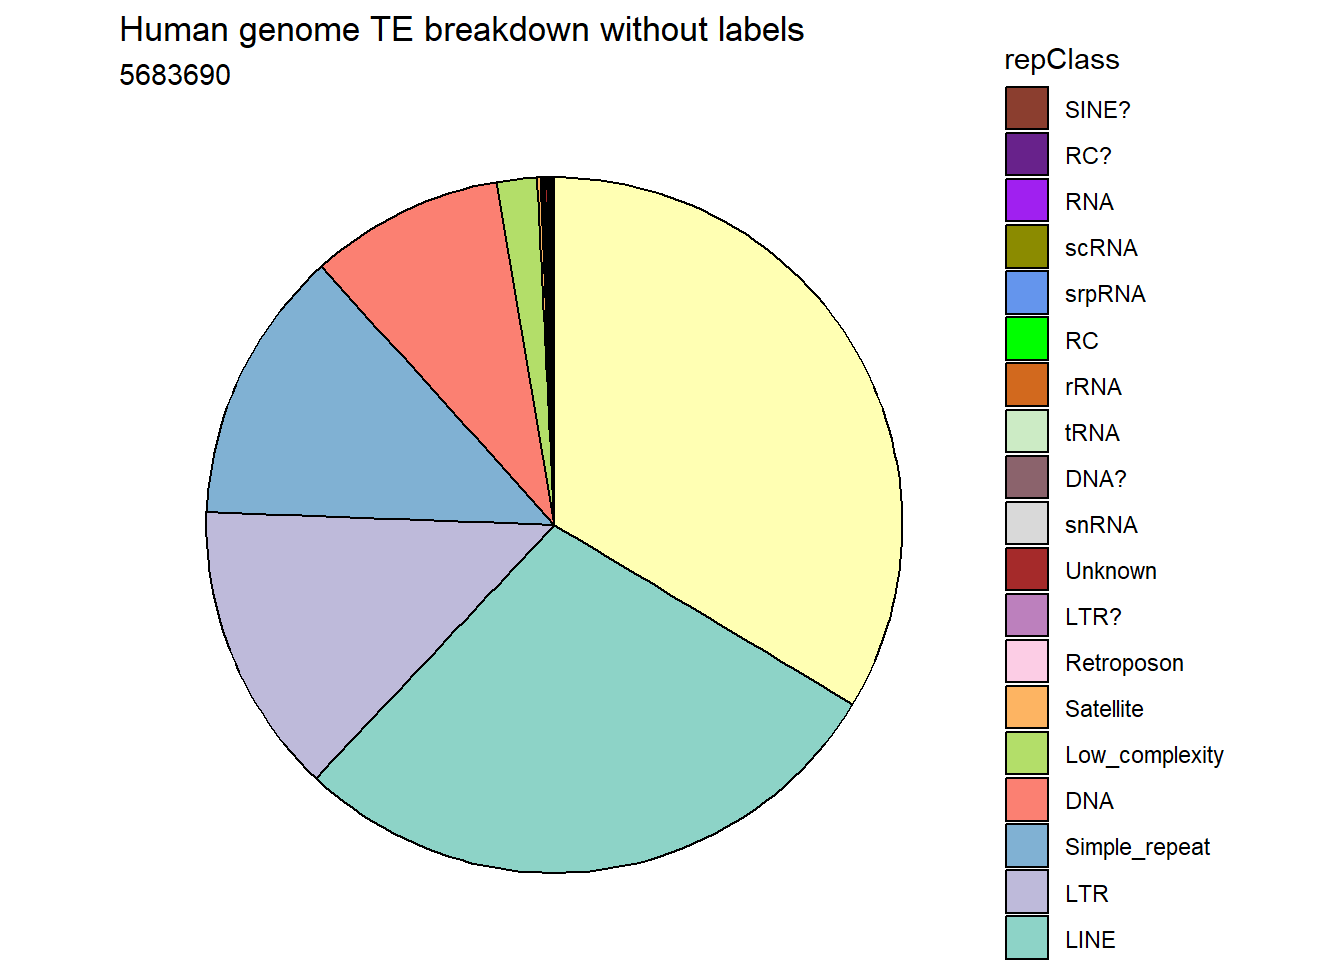 Human genome TE breakdown without labels
5683690
repClass
SINE?
RC?
RNA
scRNA
srpRNA
RC
rRNA
tRNA
DNA?
snRNA
Unknown
LTR?
Retroposon
Satellite
Low_complexity
DNA
Simple_repeat
LTR
LINE